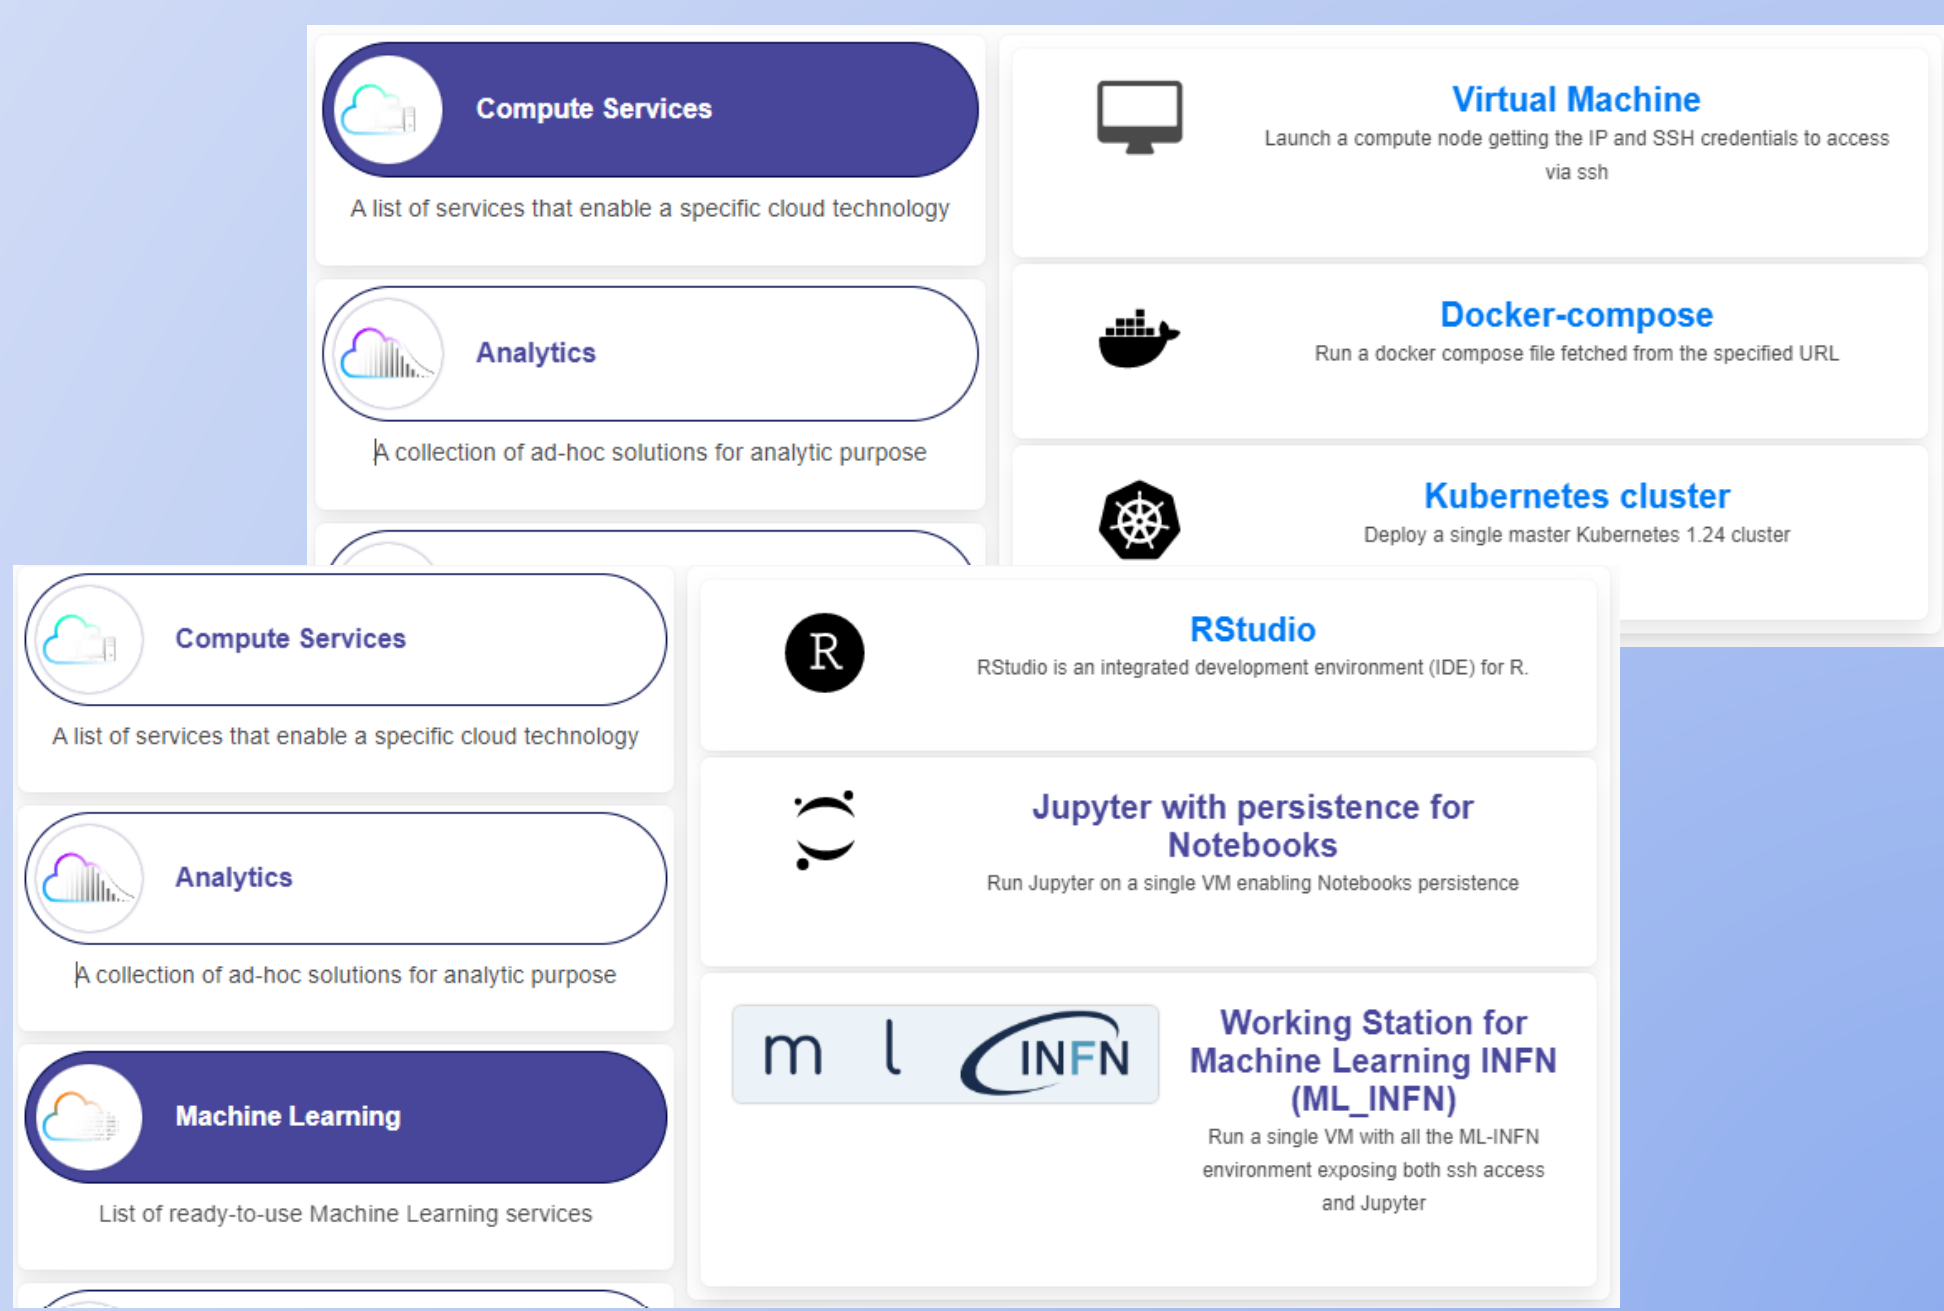 Compute Services
A list of services that enable a specific cloud technology
Analytics
A collection of ad-hoc solutions for analytic purpose
Virtual Machine
Launch a compute node getting the IP and SSH credentials to access
via ssh
Docker-compose
Run a docker compose file fetched from the specified URL
Kubernetes cluster
Deploy a single master Kubernetes 1.24 cluster
Compute Services
A list of services that enable a specific cloud technology
Analytics
A collection of ad-hoc solutions for analytic purpose
Machine Learning
List of ready-to-use Machine Learning services
R
RStudio
RStudio is an integrated development environment (IDE) for R.
Jupyter with persistence for
Notebooks
Run Jupyter on a single VM enabling Notebooks persistence
m l INFN
Working Station for
Machine Learning INFN
(ML_INFN)
Run a single VM with all the ML-INFN
environment exposing both ssh access
and Jupyter